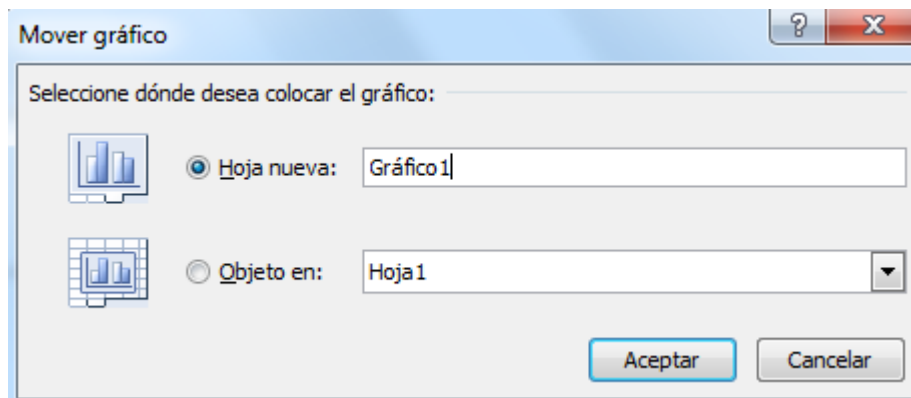 Mover gráfico
?
X
Seleccione dónde desea colocar el gráfico:
Hoja nueva: Gráfico1
Objeto en: Hoja1
Aceptar Cancelar